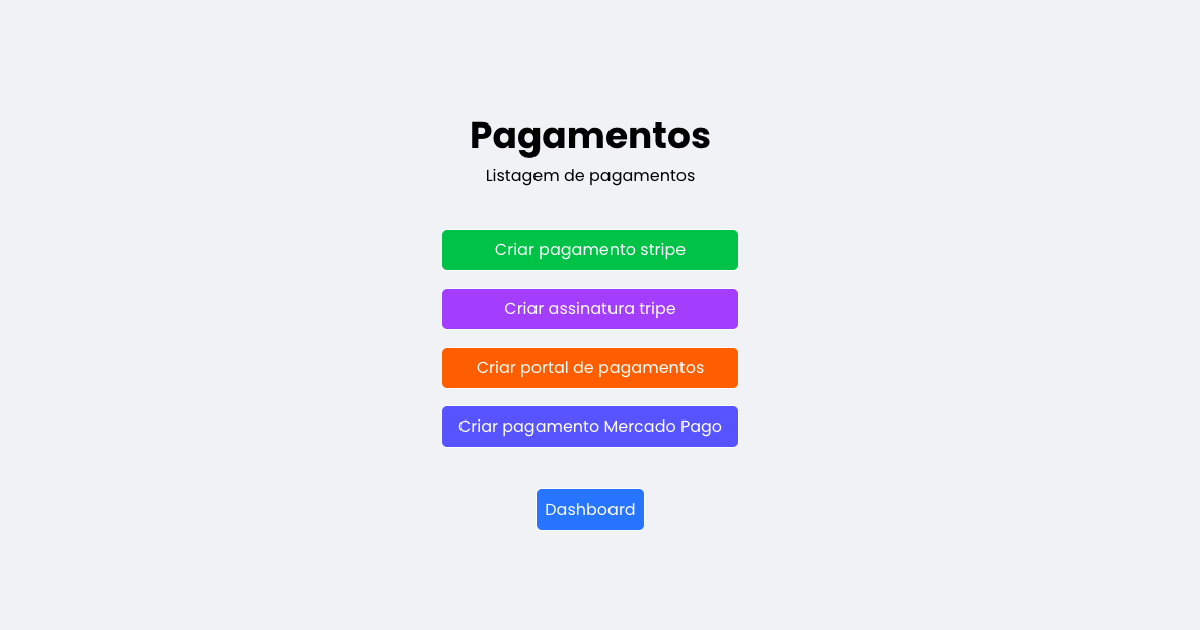 Pagamentos
Listagem de pagamentos
Criar pagamento stripe
Criar assinatura tripe
Criar portal de pagamentos
Criar pagamento Mercado Pago
Dashboard